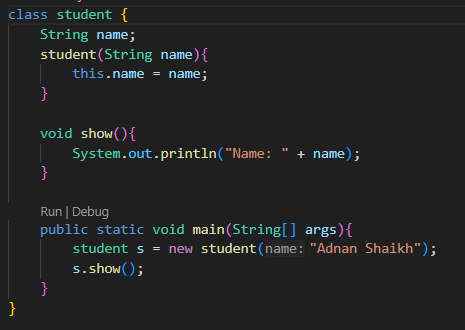 class student {
    String name;
    student(String name){
        this.name = name;
    }

    void show(){
        System.out.println("Name: " + name);
    }

    Run | Debug
    public static void main(String[] args){
        student s = new student(name:"Adnan Shaikh");
        s.show();
    }
}